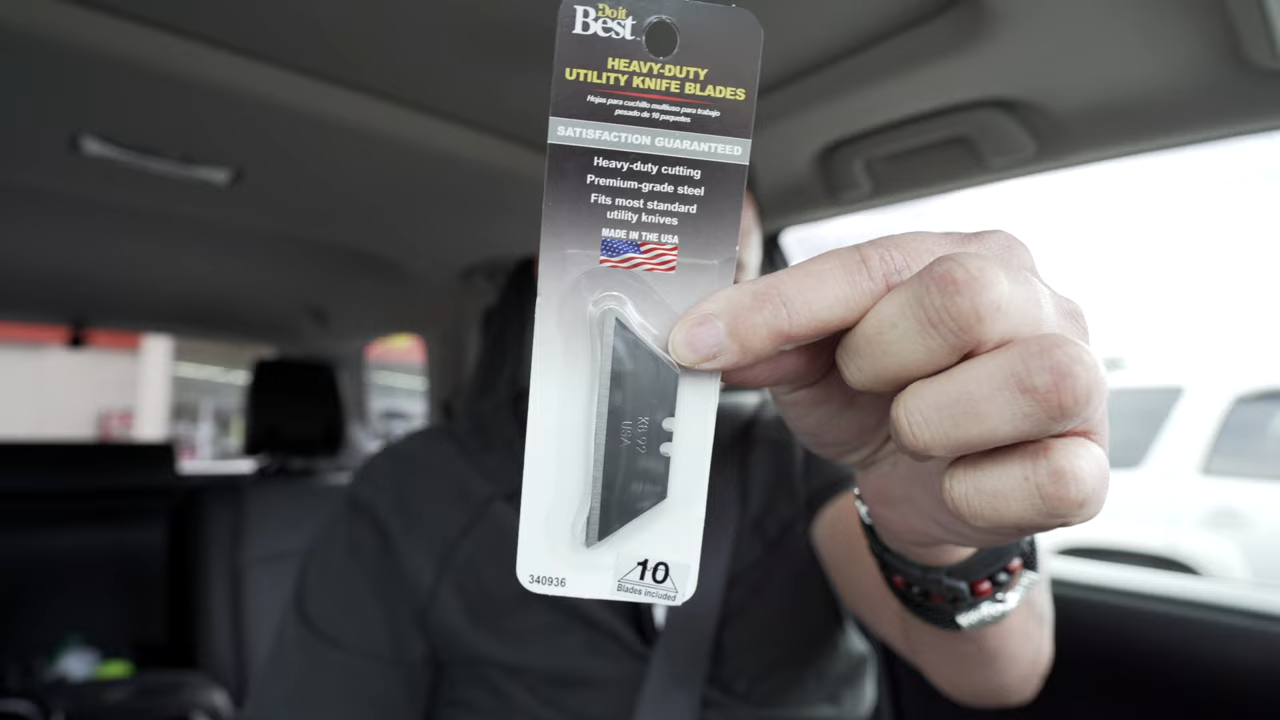 Do it
Best
HEAVY-DUTY
UTILITY KNIFE BLADES
Hojas para cuchillo multiuso para trabajo
pesado de 10 paquetes
SATISFACTION GUARANTEED
Heavy-duty cutting
Premium-grade steel
Fits most standard
utility knives
MADE IN THE USA
KB-92
USA
340936
10
Blades included